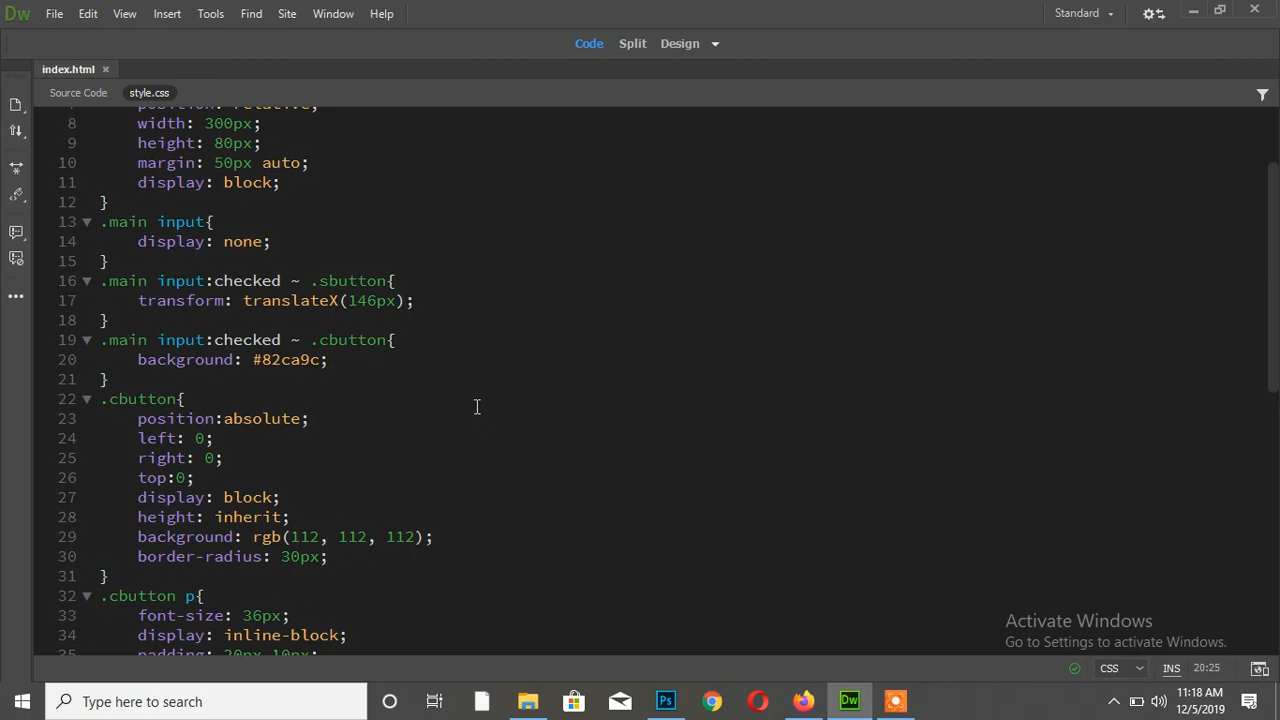 Dw File Edit View Insert Tools Find Site Window Help Standard
Code Split Design
index.html ×
Source Code style.css
position: relative;
8 width: 300px;
9 height: 80px;
10 margin: 50px auto;
11 display: block;
12 }
13 .main input{
14 display: none;
15 }
16 .main input:checked ~ .sbutton{
17 transform: translateX(146px);
18 }
19 .main input:checked ~ .cbutton{
20 background: #82ca9c;
21 }
22 .cbutton{
23 position:absolute;
24 left: 0;
25 right: 0;
26 top:0;
27 display: block;
28 height: inherit;
29 background: rgb(112, 112, 112);
30 border-radius: 30px;
31 }
32 .cbutton p{
33 font-size: 36px;
34 display: inline-block;
35 padding: 20px 10px;
Activate Windows
Go to Settings to activate Windows.
CSS INS 20:25
Type here to search
Ps Dw
11:18 AM
12/5/2019